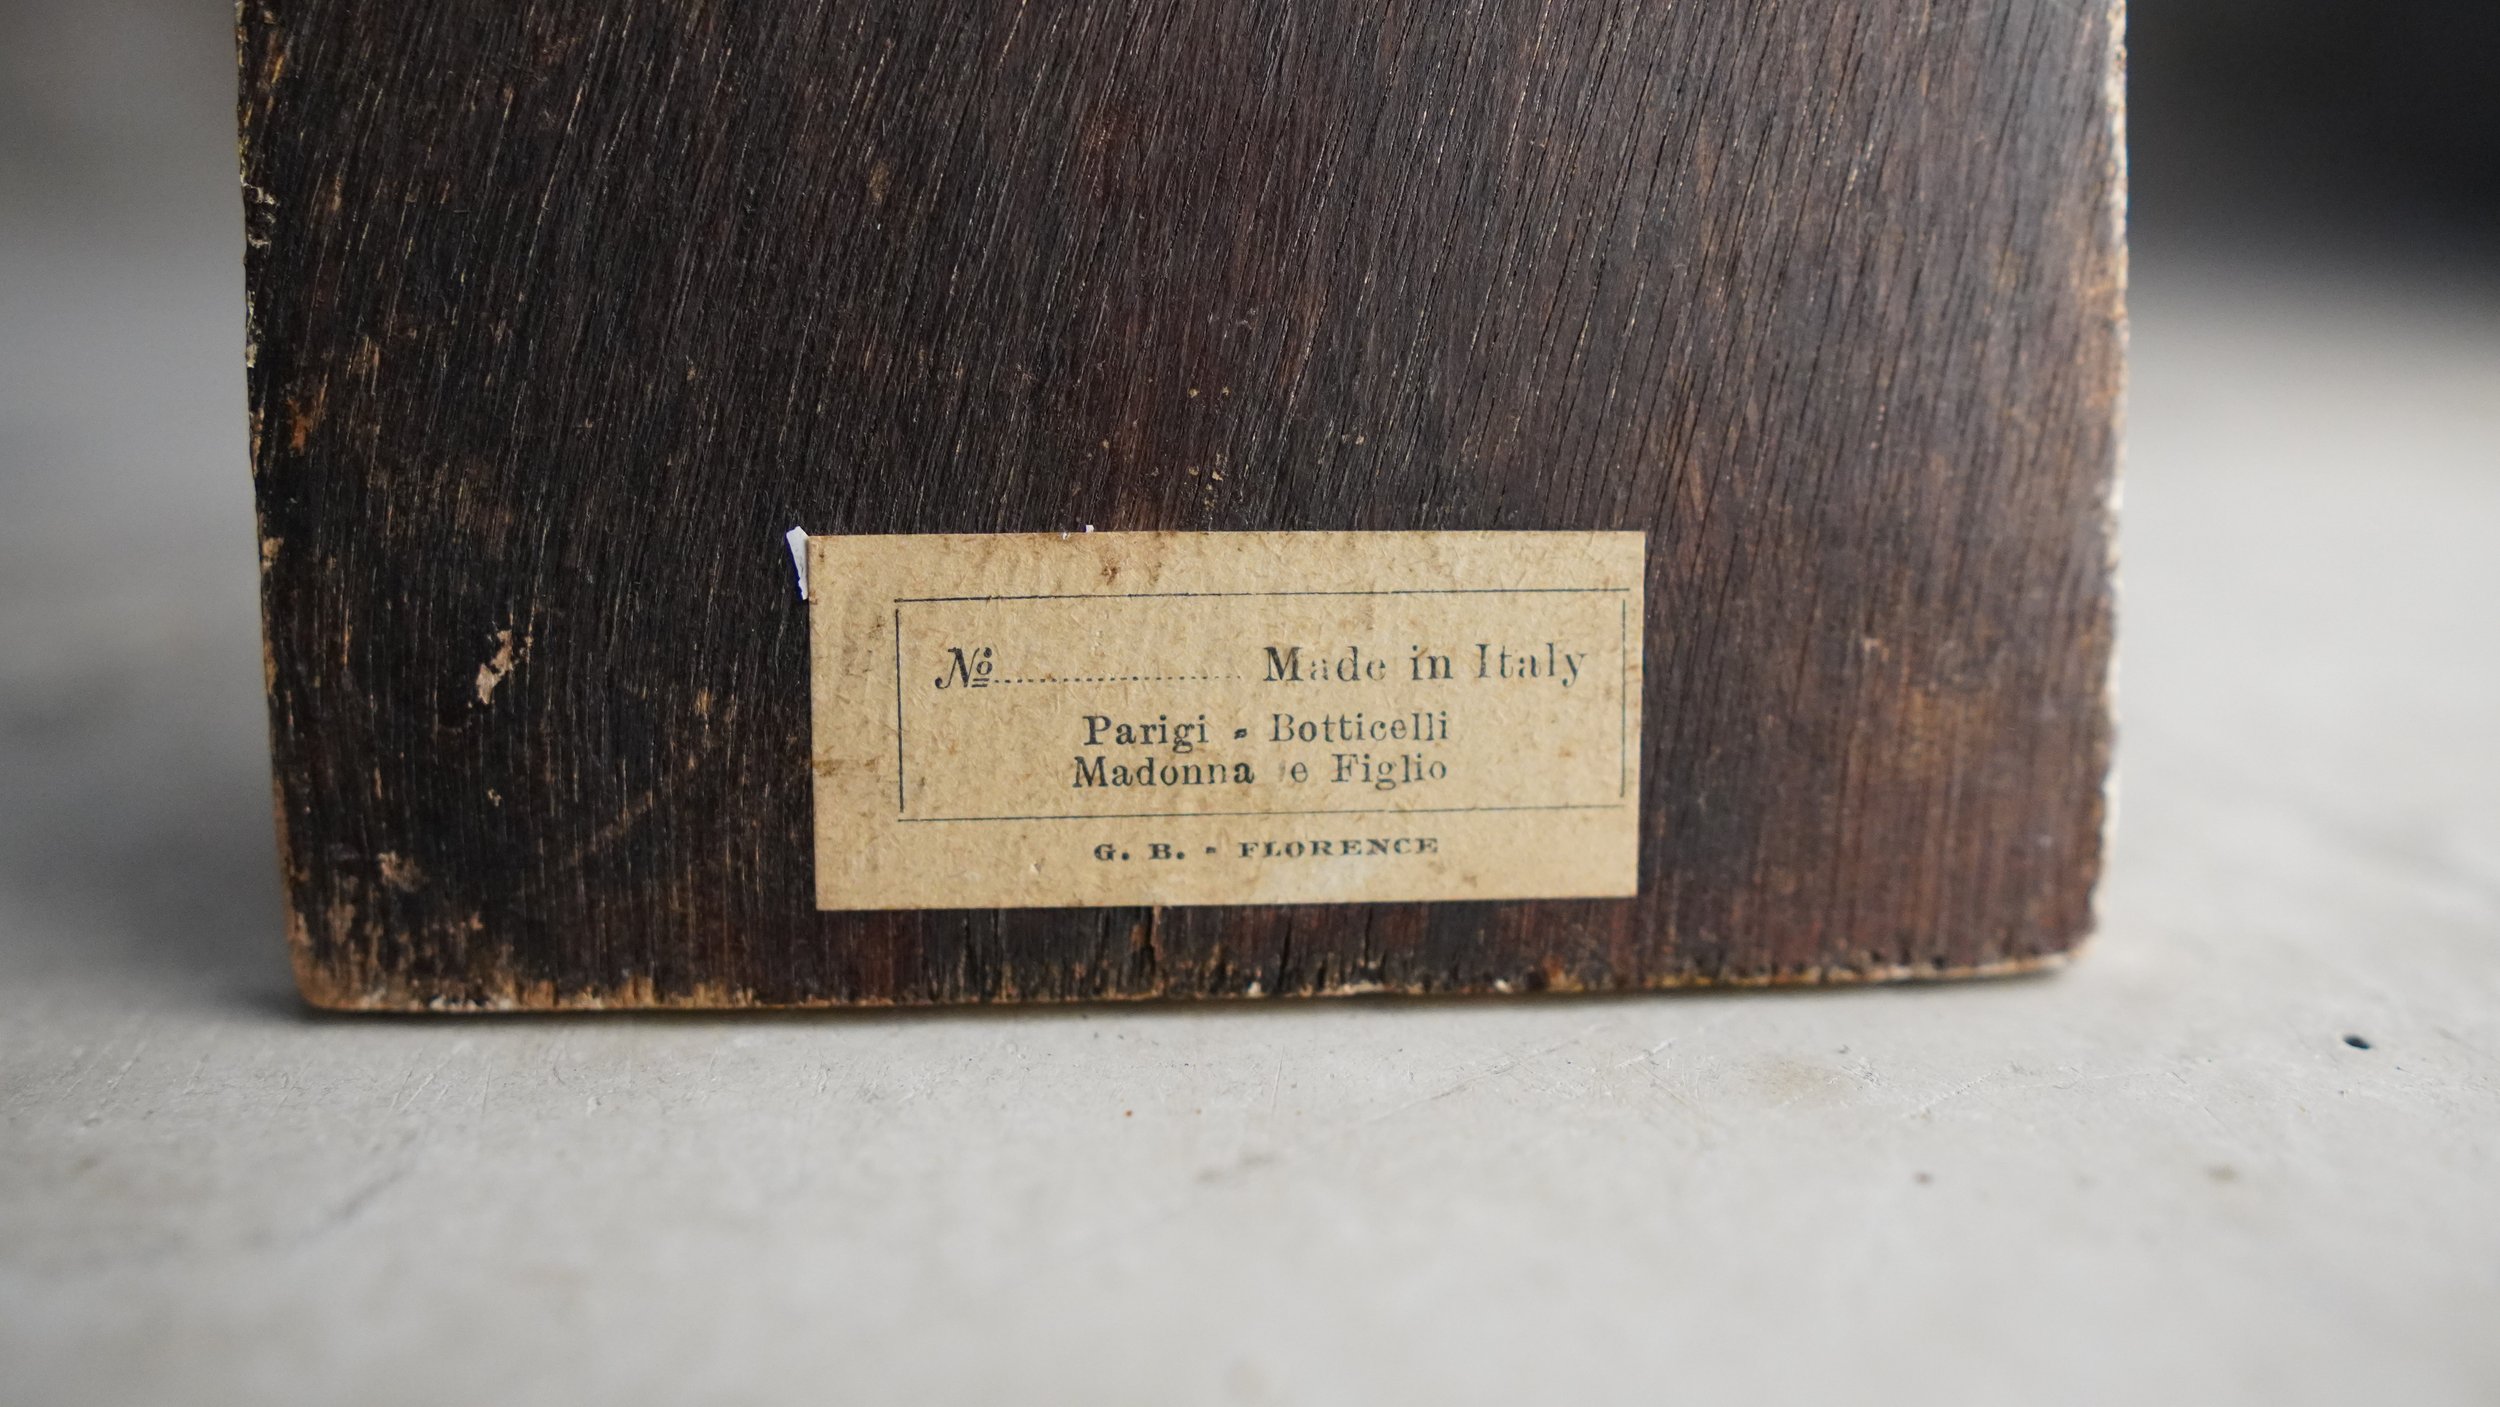 №...................... Made in Italy
Parigi - Botticelli
Madonna e Figlio
G. B. - FLORENCE